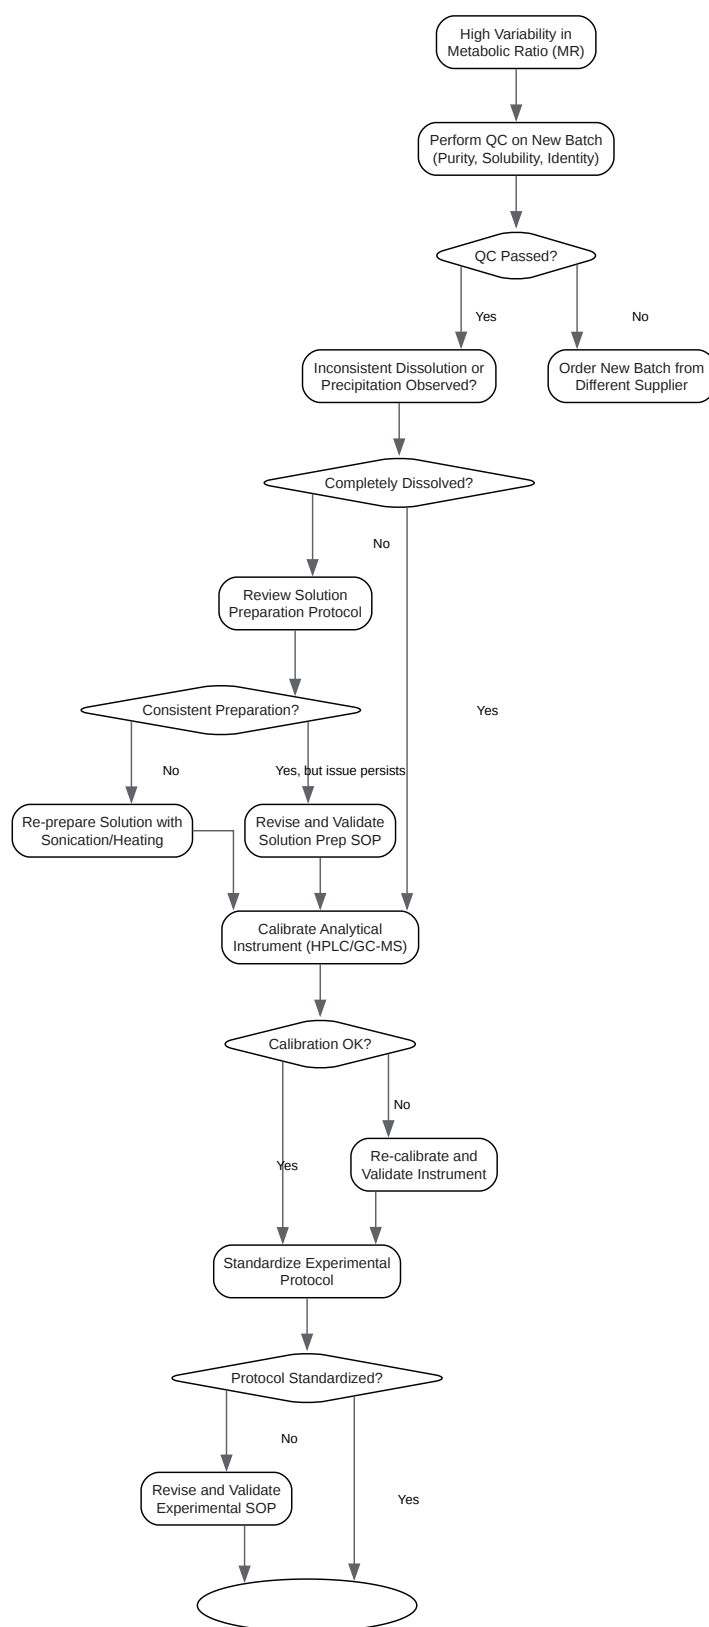 High Variability in
Metabolic Ratio (MR)
Perform QC on New Batch
(Purity, Solubility, Identity)
QC Passed?
Yes
No
Inconsistent Dissolution or
Precipitation Observed?
Order New Batch from
Different Supplier
Completely Dissolved?
No
Review Solution
Preparation Protocol
Consistent Preparation?
Yes
No
Yes, but issue persists
Re-prepare Solution with
Sonication/Heating
Revise and Validate
Solution Prep SOP
Calibrate Analytical
Instrument (HPLC/GC-MS)
Calibration OK?
No
Yes
Re-calibrate and
Validate Instrument
Standardize Experimental
Protocol
Protocol Standardized?
No
Revise and Validate
Experimental SOP
Yes